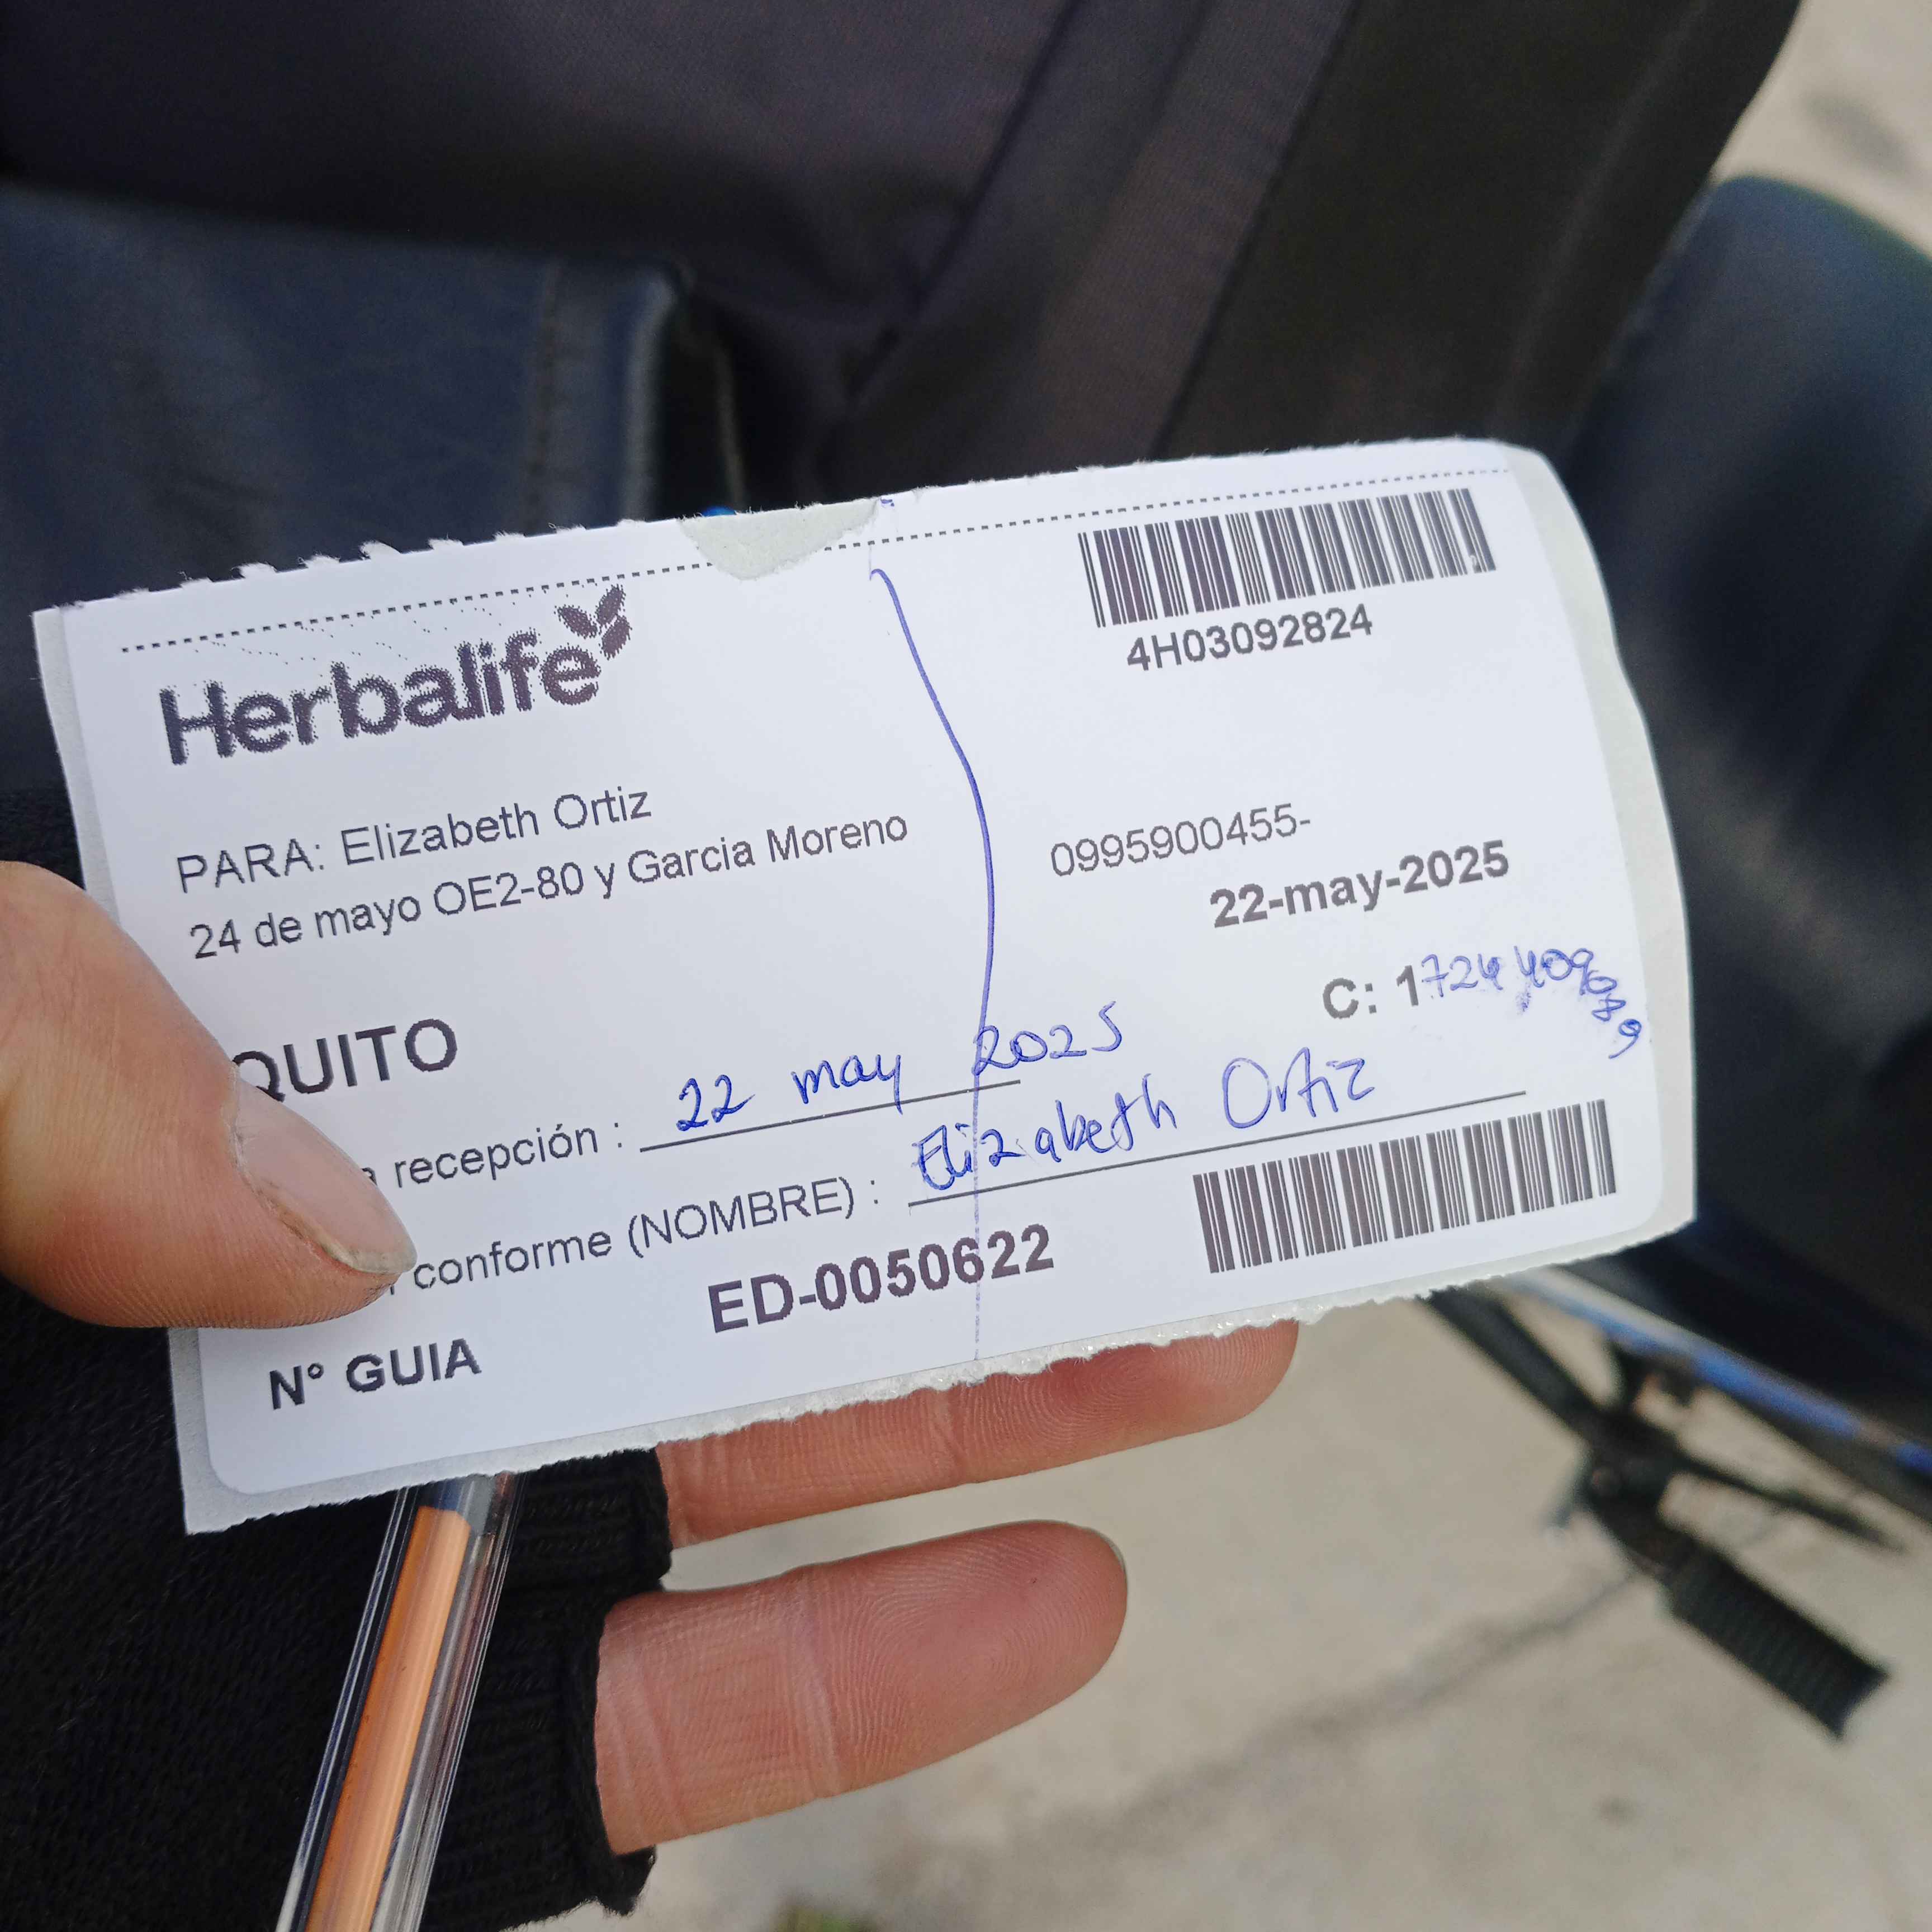 Herbalife
4H03092824
PARA: Elizabeth Ortiz
24 de mayo OE2-80 y Garcia Moreno
0995900455-
22-may-2025
C: 1
QUITO
recepción : 22 may 2025
conforme (NOMBRE) : Elizabeth Ortiz
N° GUIA ED-0050622